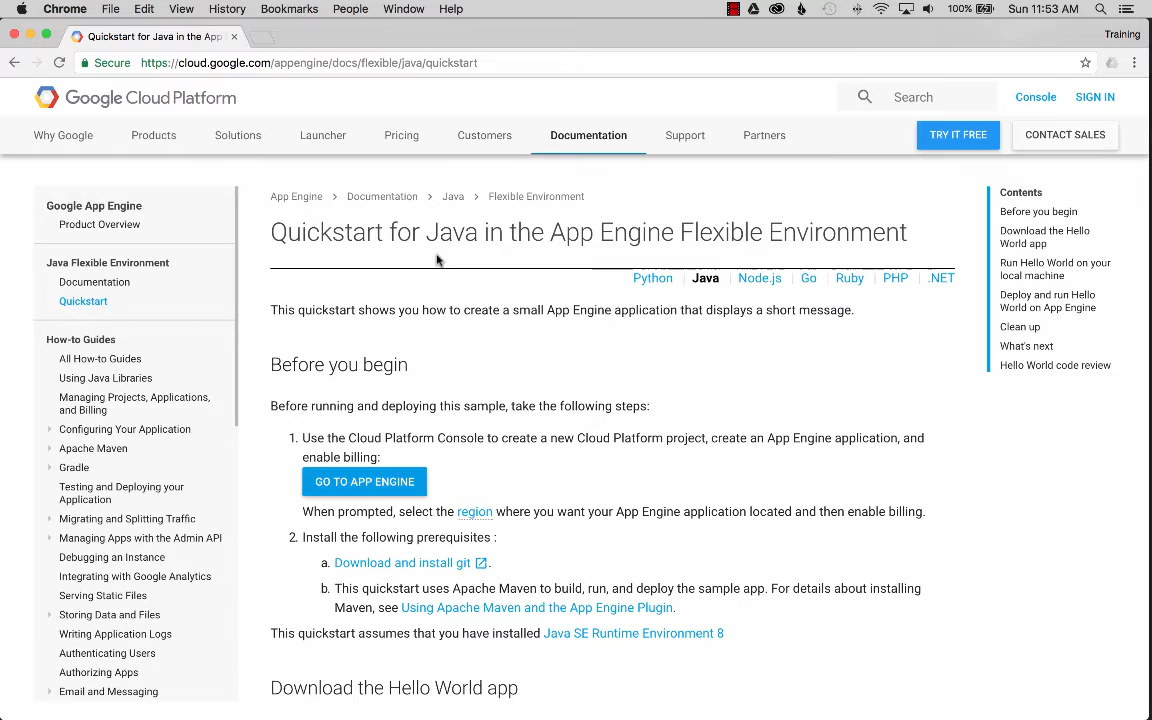 Chrome File Edit View History Bookmarks People Window Help 100% Sun 11:53 AM
Quickstart for Java in the App Training
Secure https://cloud.google.com/appengine/docs/flexible/java/quickstart
Google Cloud Platform Search Console SIGN IN
Why Google Products Solutions Launcher Pricing Customers Documentation Support Partners TRY IT FREE CONTACT SALES
Google App Engine
Product Overview
Java Flexible Environment
Documentation
Quickstart
How-to Guides
All How-to Guides
Using Java Libraries
Managing Projects, Applications,
and Billing
Configuring Your Application
Apache Maven
Gradle
Testing and Deploying your
Application
Migrating and Splitting Traffic
Managing Apps with the Admin API
Debugging an Instance
Integrating with Google Analytics
Serving Static Files
Storing Data and Files
Writing Application Logs
Authenticating Users
Authorizing Apps
Email and Messaging
App Engine > Documentation > Java > Flexible Environment
Quickstart for Java in the App Engine Flexible Environment
Python Java Node.js Go Ruby PHP .NET
This quickstart shows you how to create a small App Engine application that displays a short message.
Before you begin
Before running and deploying this sample, take the following steps:
1. Use the Cloud Platform Console to create a new Cloud Platform project, create an App Engine application, and
enable billing:
GO TO APP ENGINE
When prompted, select the region where you want your App Engine application located and then enable billing.
2. Install the following prerequisites :
a. Download and install git.
b. This quickstart uses Apache Maven to build, run, and deploy the sample app. For details about installing
Maven, see Using Apache Maven and the App Engine Plugin.
This quickstart assumes that you have installed Java SE Runtime Environment 8
Download the Hello World app
Contents
Before you begin
Download the Hello
World app
Run Hello World on your
local machine
Deploy and run Hello
World on App Engine
Clean up
What's next
Hello World code review